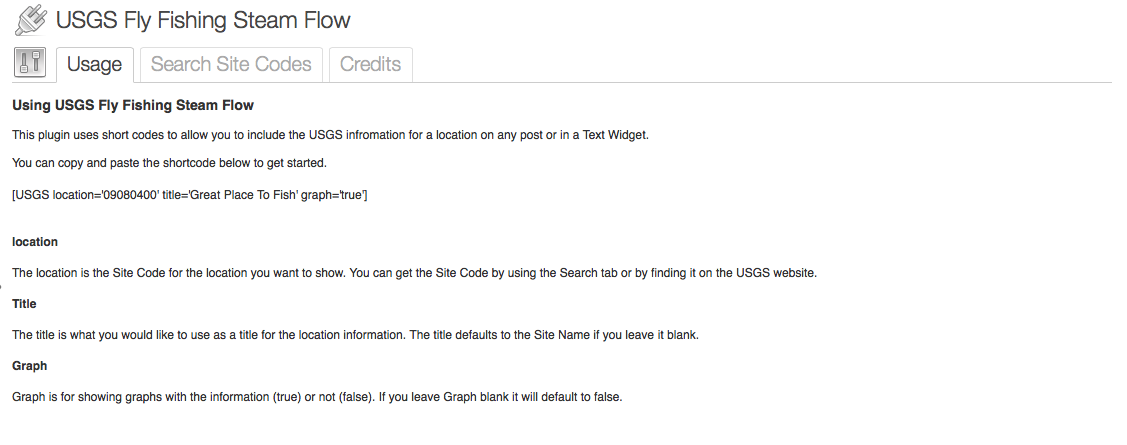 USGS Fly Fishing Steam Flow
Usage Search Site Codes Credits
Using USGS Fly Fishing Steam Flow
This plugin uses short codes to allow you to include the USGS infromation for a location on any post or in a Text Widget.
You can copy and paste the shortcode below to get started.
[USGS location='09080400' title='Great Place To Fish' graph='true']
location
The location is the Site Code for the location you want to show. You can get the Site Code by using the Search tab or by finding it on the USGS website.
Title
The title is what you would like to use as a title for the location information. The title defaults to the Site Name if you leave it blank.
Graph
Graph is for showing graphs with the information (true) or not (false). If you leave Graph blank it will default to false.